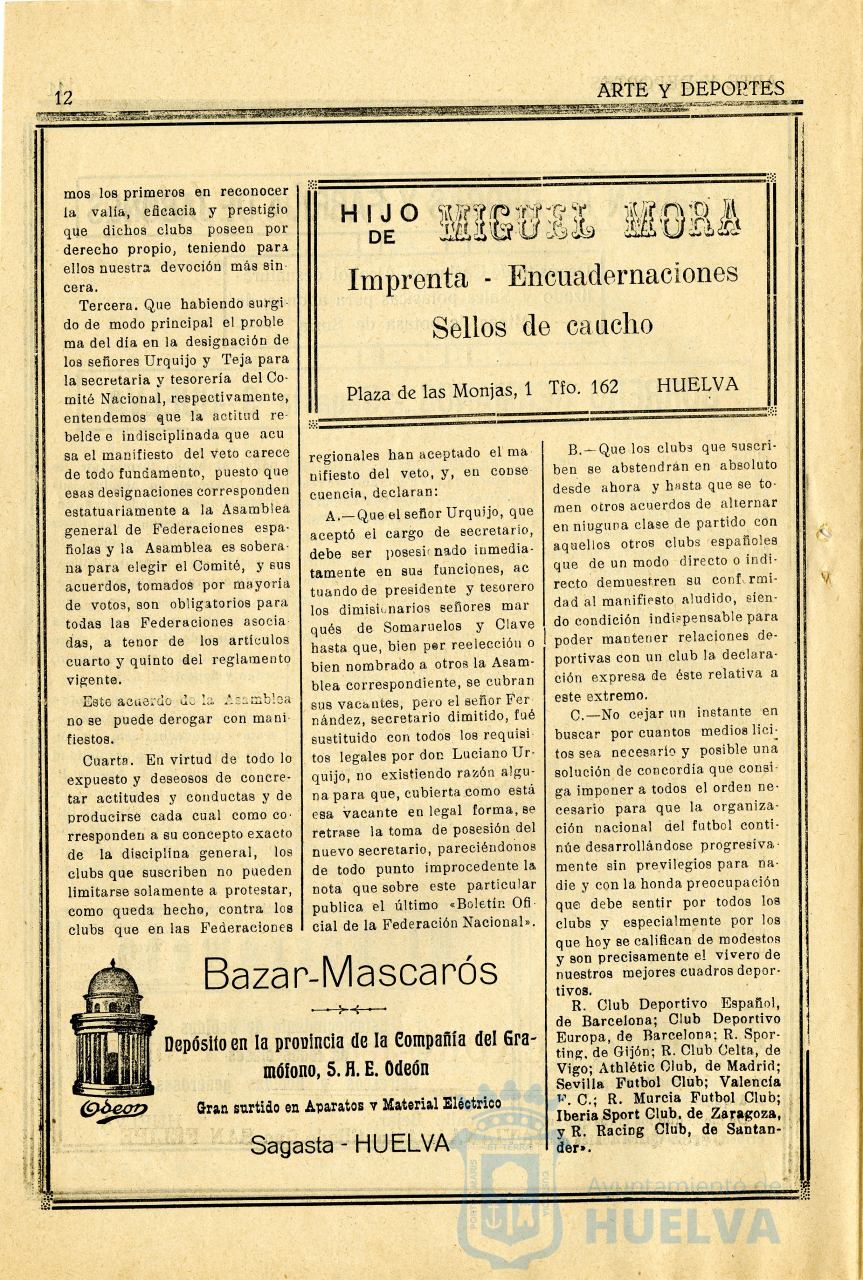 12
ARTE Y DEPORTES
mos los primeros en reconocer
la valía, eficacia y prestigio
que dichos clubs poseen por
derecho propio, teniendo para
ellos nuestra devoción más sin-
cera.
Tercera. Que habiendo surgi-
do de modo principal el proble
ma del día en la designación de
los señores Urquijo y Teja para
la secretaria y tesorería del Co-
mité Nacional, respectivamente,
entendemos que la actitud re-
belde e indisciplinada que acu
sa el manifiesto del veto carece
de todo fundamento, puesto que
esas designaciones corresponden
estatuariamente a la Asamblea
general de Federaciones espa-
ñolas y la Asamblea es sobera-
na para elegir el Comité, y sus
acuerdos, tomados por mayoría
de votos, son obligatorios para
todas las Federaciones asocia-
das, a tenor de los artículos
cuarto y quinto del reglamento
vigente.
Este acuerdo de la Asamblea
no se puede derogar con mani-
fiestos.
Cuarta. En virtud de todo lo
expuesto y deseosos de concre-
tar actitudes y conductas y de
producirse cada cual como co-
rresponden a su concepto exacto
de la disciplina general, los
clubs que suscriben no pueden
limitarse solamente a protestar,
como queda hecho, contra los
clubs que en las Federaciones
HIJO DE MIGUEL MORA
Imprenta - Encuadernaciones
Sellos de caucho
Plaza de las Monjas, 1 Tfo. 162 HUELVA
regionales han aceptado el ma
nifiesto del veto, y, en conse
cuencia, declaran:
A.—Que el señor Urquijo, que
aceptó el cargo de secretario,
debe ser posesionado inmedia-
tamente en sus funciones, ac
tuando de presidente y tesorero
los dimisionarios señores mar
qués de Somaruelos y Clave
hasta que, bien por reelección o
bien nombrado a otros la Asam-
blea correspondiente, se cubran
sus vacantes, pero el señor Fer
nández, secretario dimitido, fué
sustituido con todos los requisi
tos legales por don Luciano Ur-
quijo, no existiendo razón algu-
na para que, cubierta como está
esa vacante en legal forma, se
retrase la toma de posesión del
nuevo secretario, pareciéndonos
de todo punto improcedente la
nota que sobre este particular
publica el último «Boletín Ofi
cial de la Federación Nacional».
B.—Que los clubs que suscri-
ben se abstendrán en absoluto
desde ahora y hasta que se to-
men otros acuerdos de alternar
en niuguna clase de partido con
aquellos otros clubs españoles
que de un modo directo o indi-
recto demuestren su conformi-
dad al manifiesto aludido, sien-
do condición indispensable para
poder mantener relaciones de-
portivas con un club la declara-
ción expresa de éste relativa a
este extremo.
C.—No cejar un instante en
buscar por cuantos medios lici
tos sea necesario y posible una
solución de concordía que consi-
ga imponer a todos el orden ne-
cesario para que la organiza-
ción nacional del futbol conti-
núe desarrollándose progresiva-
mente sin previlegios para na-
die y con la honda preocupación
que debe sentir por todos los
clubs y especialmente por los
que hoy se califican de modestos
y son precisamente el vivero de
nuestros mejores cuadros depor-
tivos.
R. Club Deportivo Español,
de Barcelona; Club Deportivo
Europa, de Barcelona; R. Spor-
ting, de Gijón; R. Club Celta, de
Vigo; Athlétic Club, de Madrid;
Sevilla Futbol Club; Valencía
F. C.; R. Murcia Futbol Club;
Iberia Sport Club, de Zaragoza,
y R. Racing Club, de Santan-
der».
Bazar-Mascarós
Depósito en la provincia de la Compañía del Gra-
mófono, S. A. E. Odeón
Gran surtido en Aparatos y Material Eléctrico
Sagasta - HUELVA
Odeon
Ayuntamiento de
HUELVA